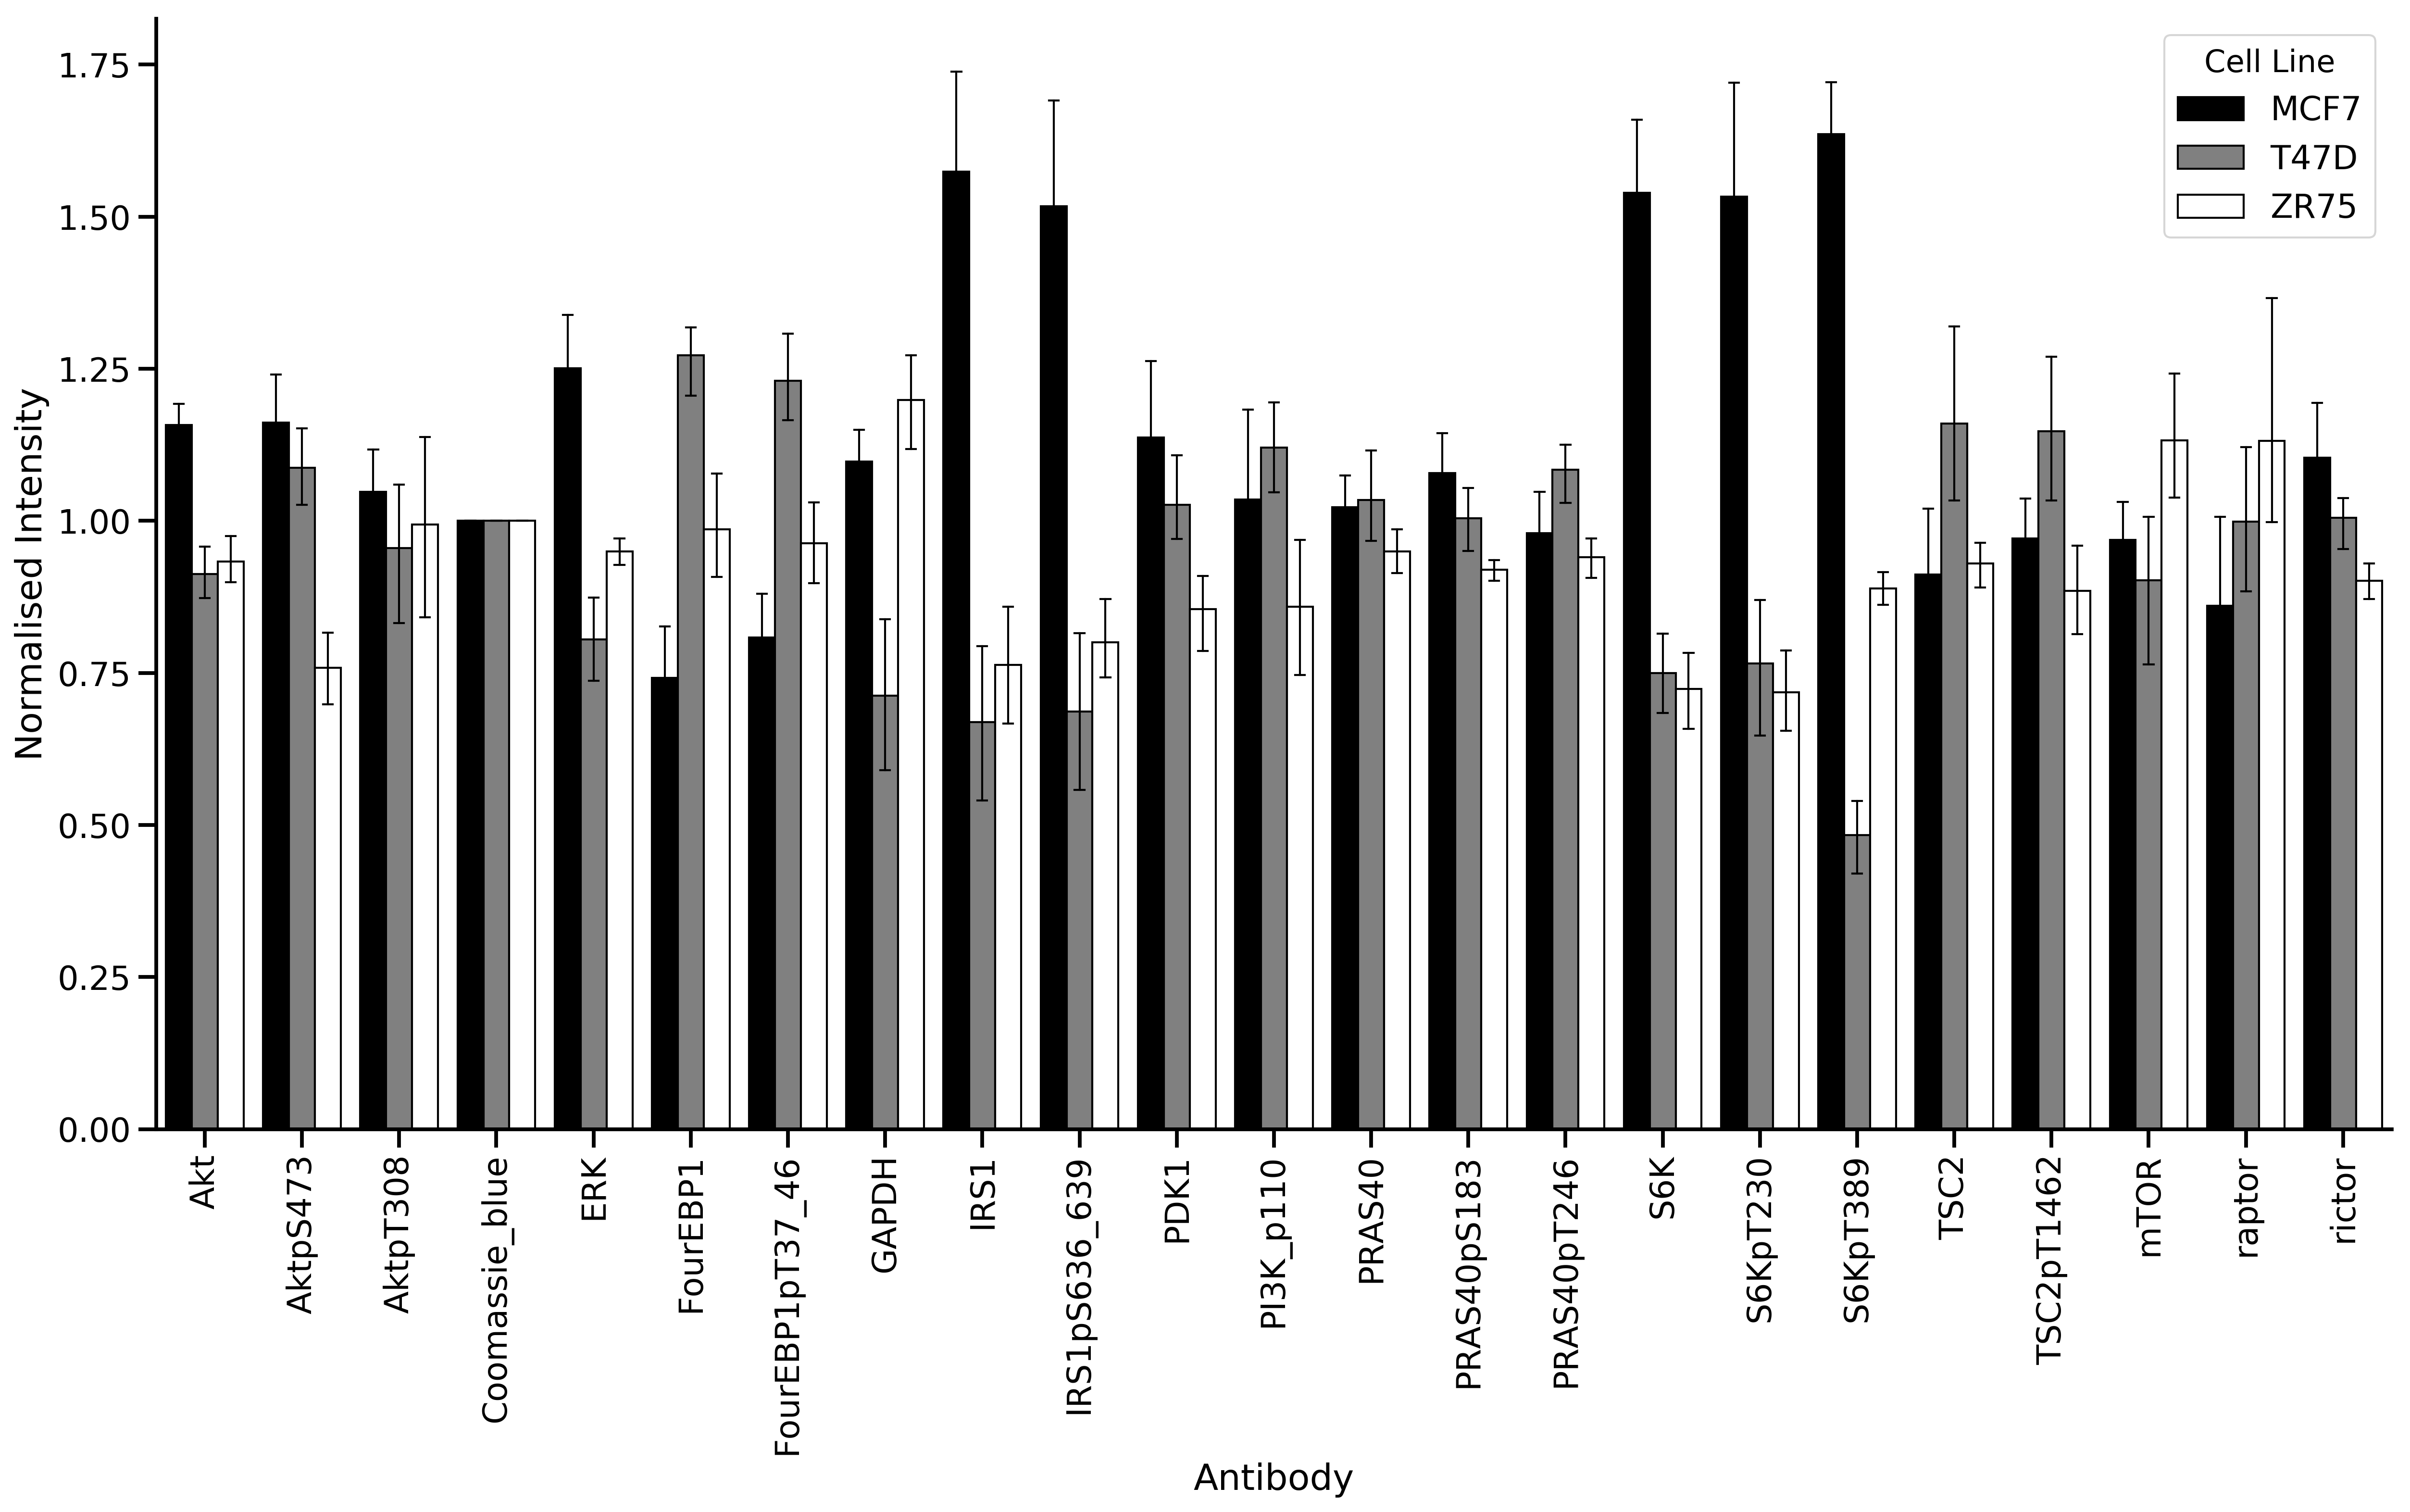 Cell Line
MCF7
T47D
ZR75
Normalised Intensity
1.75
1.50
1.25
1.00
0.75
0.50
0.25
0.00
Akt
AktpS473
AktpT308
Coomassie_blue
ERK
FourEBP1
FourEBP1pT37_46
GAPDH
IRS1
IRS1pS636_639
PDK1
PI3K_p110
PRAS40
PRAS40pS183
PRAS40pT246
S6K
S6KpT230
S6KpT389
TSC2
TSC2pT1462
mTOR
raptor
rictor
Antibody